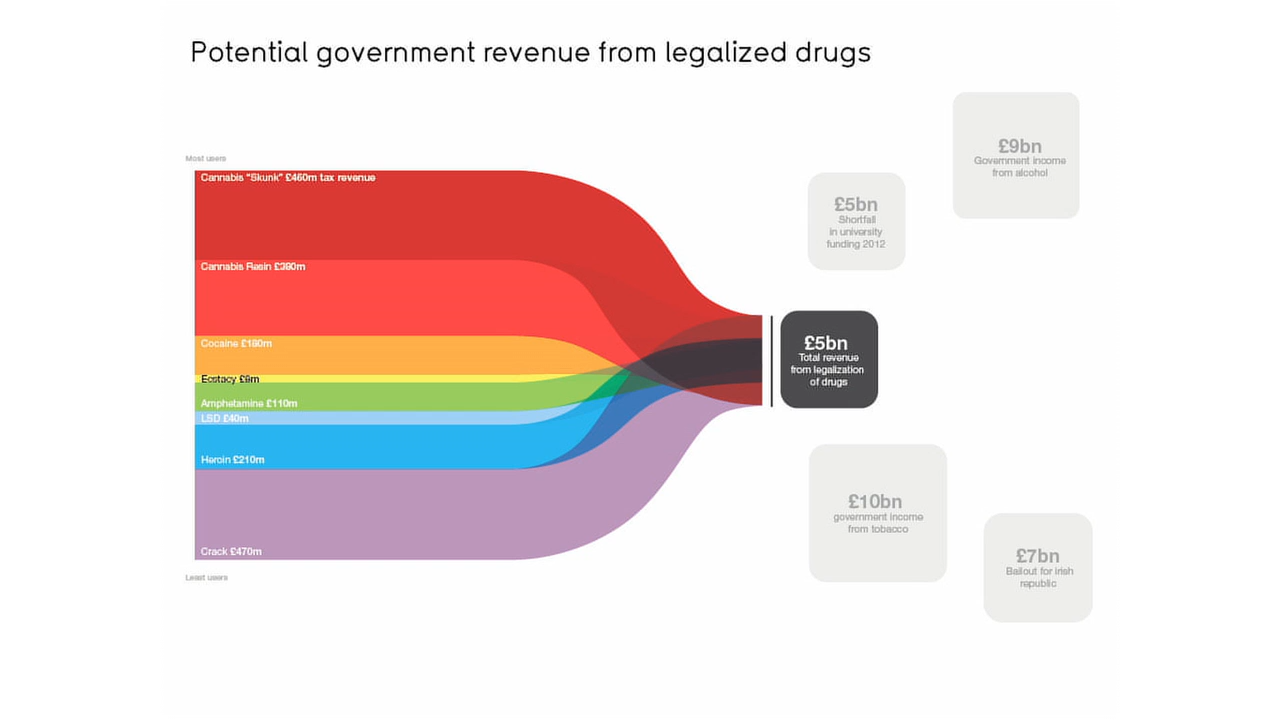 Potential government revenue from legalized drugs
Most users
Cannabis "Skunk" £460m tax revenue
Cannabis Resin £390m
Cocaine £180m
Ecstacy £9m
Amphetamine £110m
LSD £40m
Heroin £210m
Crack £470m
Least users
£9bn
Government income
from alcohol
£5bn
Shortfall
in university
funding 2012
£5bn
Total revenue
from legalization
of drugs
£10bn
government income
from tobacco
£7bn
Bailout for irish
republic